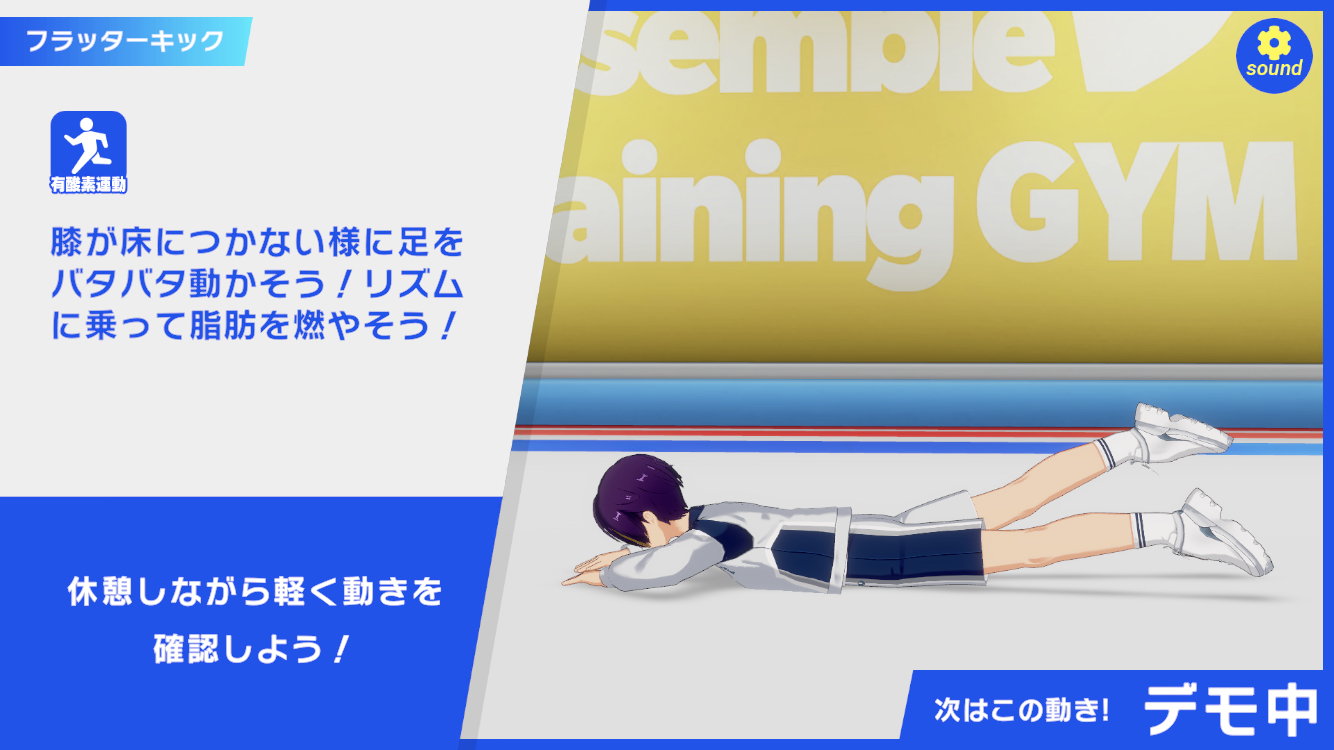 フラッターキック
有酸素運動
膝が床につかない様に足を
バタバタ動かそう！リズム
に乗って脂肪を燃やそう！
休憩しながら軽く動きを
確認しよう！
semble
aining GYM
sound
次はこの動き！ デモ中